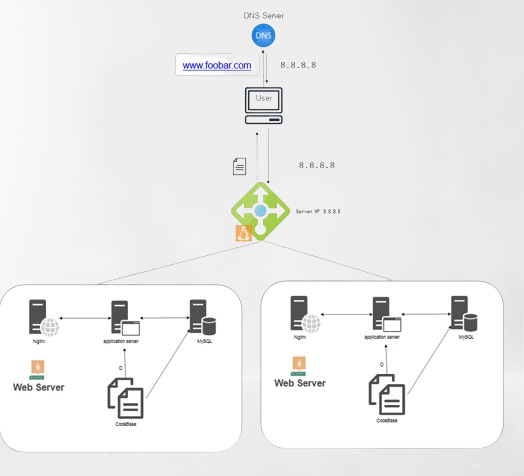 DNS Server
DNS
www.foobar.com
8.8.8.8
User
8.8.8.8
Server IP: 8.8.8.8
Nginx
application server
MySQL
Web Server
CodeBase
Nginx
application server
MySQL
Web Server
CodeBase